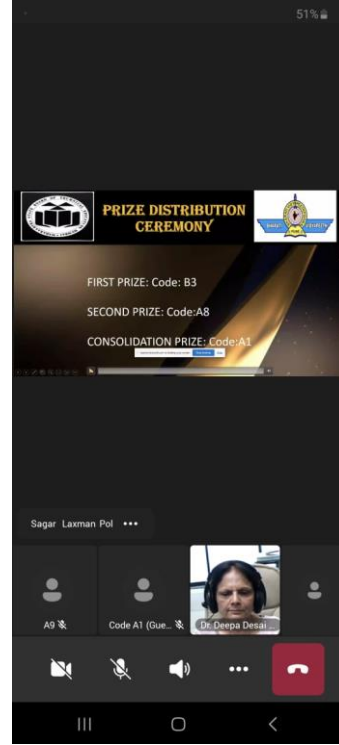 51%
PRIZE DISTRIBUTION
CEREMONY
FIRST PRIZE: Code: B3
SECOND PRIZE: Code:A8
CONSOLIDATION PRIZE: Code:A1
Sagar Laxman Pol •••
A9
Code A1 (Gue...
Dr. Deepa Desai ...